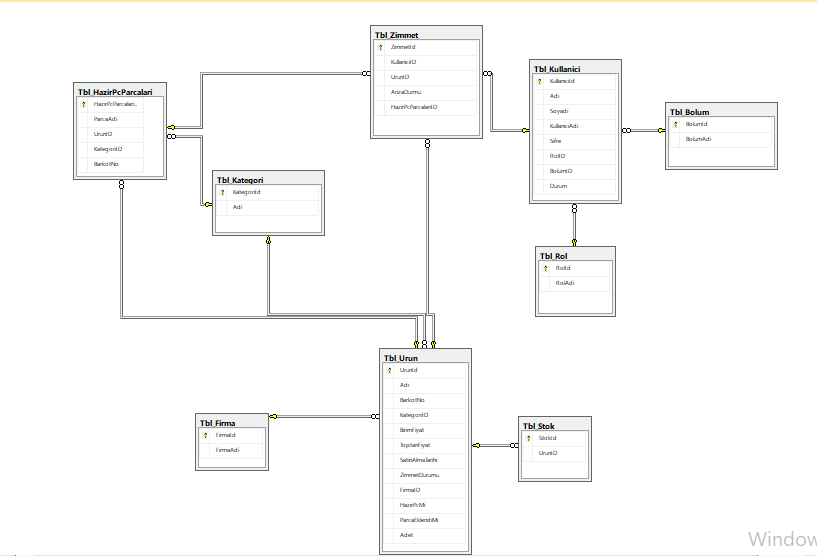 Tbl_Zimmet
ZimmetId
KullaniciID
UrunID
ArizaDurmu
HazirPcParcalariID
Tbl_Kullanici
KullaniciId
Adi
Soyadi
KullaniciAdi
Sifre
RolID
BolumID
Durum
Tbl_HazirPcParcalari
HazirPcParcalari...
ParcaAdi
UrunID
KategoriID
BarkotNo
Tbl_Bolum
BolumId
BolumAdi
Tbl_Kategori
KategoriId
Adi
Tbl_Rol
RolId
RolAdi
Tbl_Urun
UrunId
Adi
BarkotNo
KategoriID
BirimFiyat
ToptanFiyat
SatinAlmaTarihi
ZimmetDurumu
FirmaID
HazirPcMi
ParcaEklendiMi
Adet
Tbl_Firma
FirmaId
FirmaAdi
Tbl_Stok
StokId
UrunID
Window